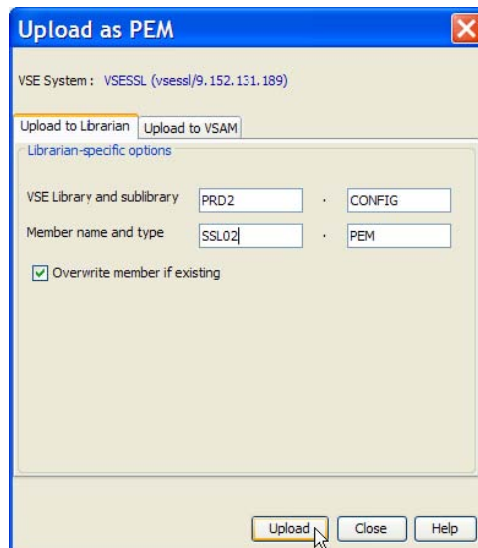 Upload as PEM
VSE System : VSESSL (vsessl/9.152.131.189)
Upload to Librarian Upload to VSAM
Librarian-specific options
VSE Library and sublibrary PRD2 . CONFIG
Member name and type SSL02 . PEM
Overwrite member if existing
Upload Close Help